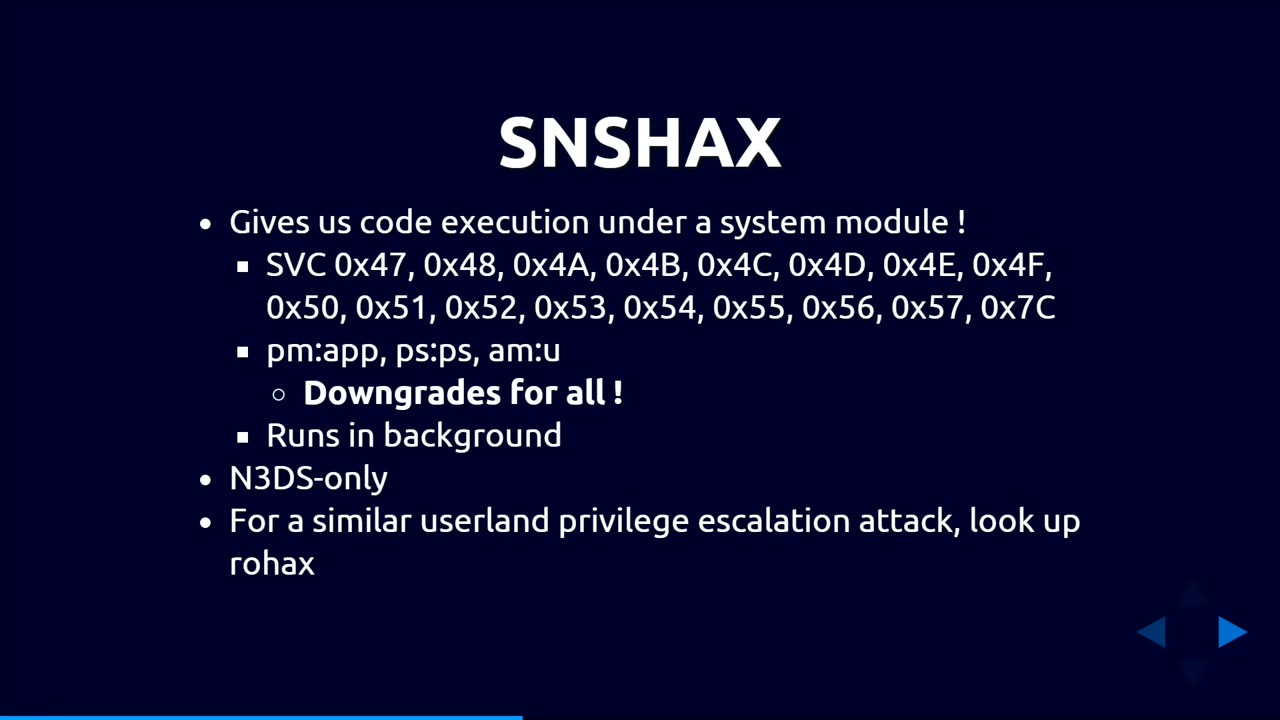 SNSHAX
Gives us code execution under a system module !
SVC 0x47, 0x48, 0x4A, 0x4B, 0x4C, 0x4D, 0x4E, 0x4F,
0x50, 0x51, 0x52, 0x53, 0x54, 0x55, 0x56, 0x57, 0x7C
pm:app, ps:ps, am:u
Downgrades for all !
Runs in background
N3DS-only
For a similar userland privilege escalation attack, look up
rohax